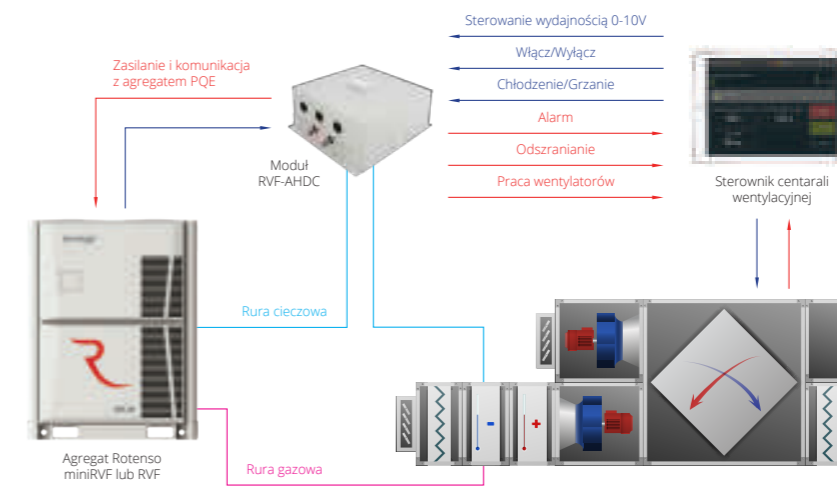 Sterowanie wydajnością 0-10V
Włącz/Wyłącz
Chłodzenie/Grzanie
Alarm
Odszranianie
Praca wentylatorów
Zasilanie i komunikacja
z agregatem PQE
Moduł
RVF-AHDC
Sterownik centarali
wentylacyjnej
Rura cieczowa
Rura gazowa
Agregat Rotenso
miniRVF lub RVF